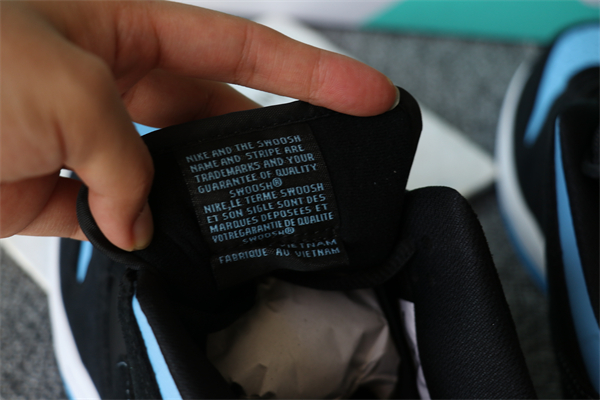 NIKE AND THE SWOOSH
NAME AND STRIPE ARE
TRADEMARKS AND YOUR
GUARANTEE OF QUALITY
SWOOSH®
NIKE,LE TERME SWOOSH
ET SON SIGLE SONT DES
MARQUES DEPOSEES ET
VOTREGARANTIE DE QUALITE
SWOOSH®
VIETNAM
FABRIQUE AU VIETNAM